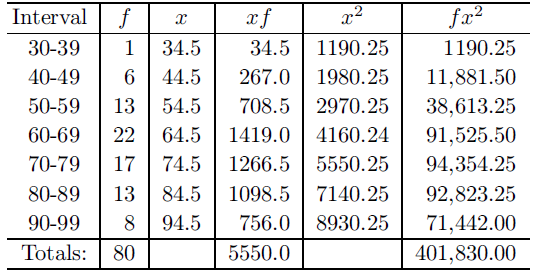 Interval f x xf x² fx²
30-39 1 34.5 34.5 1190.25 1190.25
40-49 6 44.5 267.0 1980.25 11,881.50
50-59 13 54.5 708.5 2970.25 38,613.25
60-69 22 64.5 1419.0 4160.24 91,525.50
70-79 17 74.5 1266.5 5550.25 94,354.25
80-89 13 84.5 1098.5 7140.25 92,823.25
90-99 8 94.5 756.0 8930.25 71,442.00
Totals: 80 5550.0 401,830.00